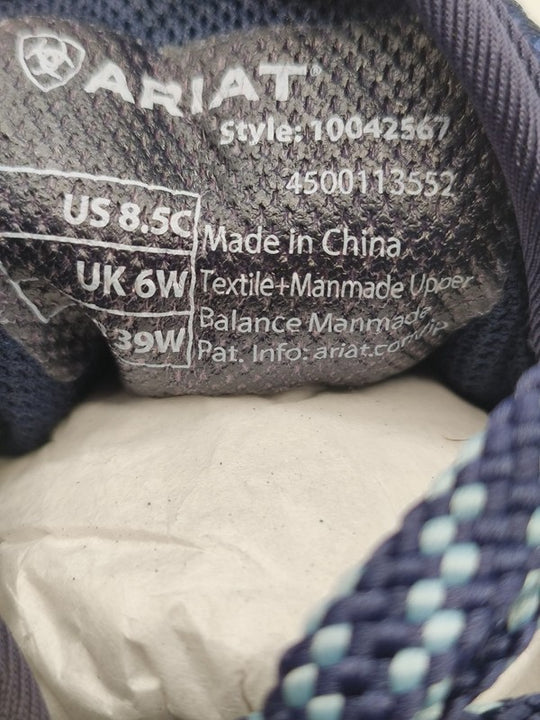 ARIAT®
Style: 10042567
4500113552
US 8.5C
UK 6W
39W
Made in China
Textile+Manmade Upper
Balance Manmade
Pat. Info: ariat.com/ip